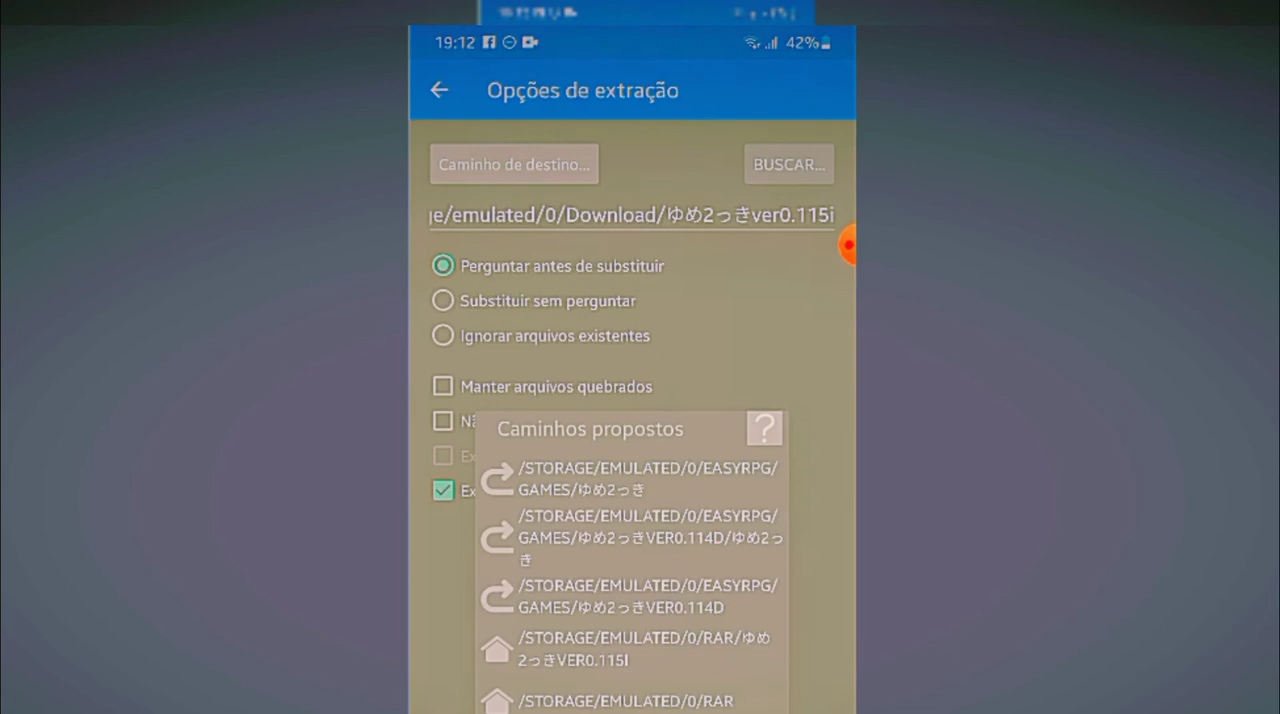 19:12
42%
Opções de extração
Caminho de destino...
BUSCAR...
ge/emulated/0/Download/ゆめ2っきver0.115i
Perguntar antes de substituir
Substituir sem perguntar
Ignorar arquivos existentes
Manter arquivos quebrados
Nã
Ex
Ex
Caminhos propostos
?
/STORAGE/EMULATED/0/EASYRPG/
GAMES/ゆめ2っき
/STORAGE/EMULATED/0/EASYRPG/
GAMES/ゆめ2っきVER0.114D/ゆめ2っ
き
/STORAGE/EMULATED/0/EASYRPG/
GAMES/ゆめ2っきVER0.114D
/STORAGE/EMULATED/0/RAR/ゆめ
2っきVER0.115I
/STORAGE/EMULATED/0/RAR